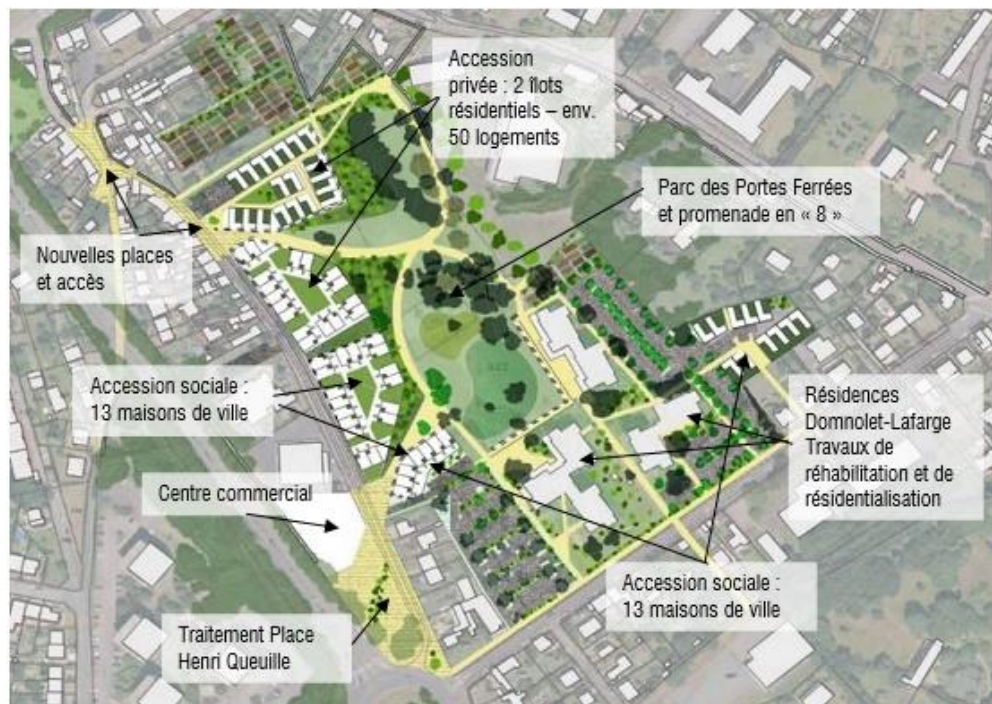 Accession
privée : 2 îlots
résidentiels – env.
50 logements
Parc des Portes Ferrées
et promenade en « 8 »
Nouvelles places
et accès
Accession sociale :
13 maisons de ville
Résidences
Domnolet-Lafarge
Travaux de
réhabilitation et de
résidentialisation
Centre commercial
Accession sociale :
13 maisons de ville
Traitement Place
Henri Queuille